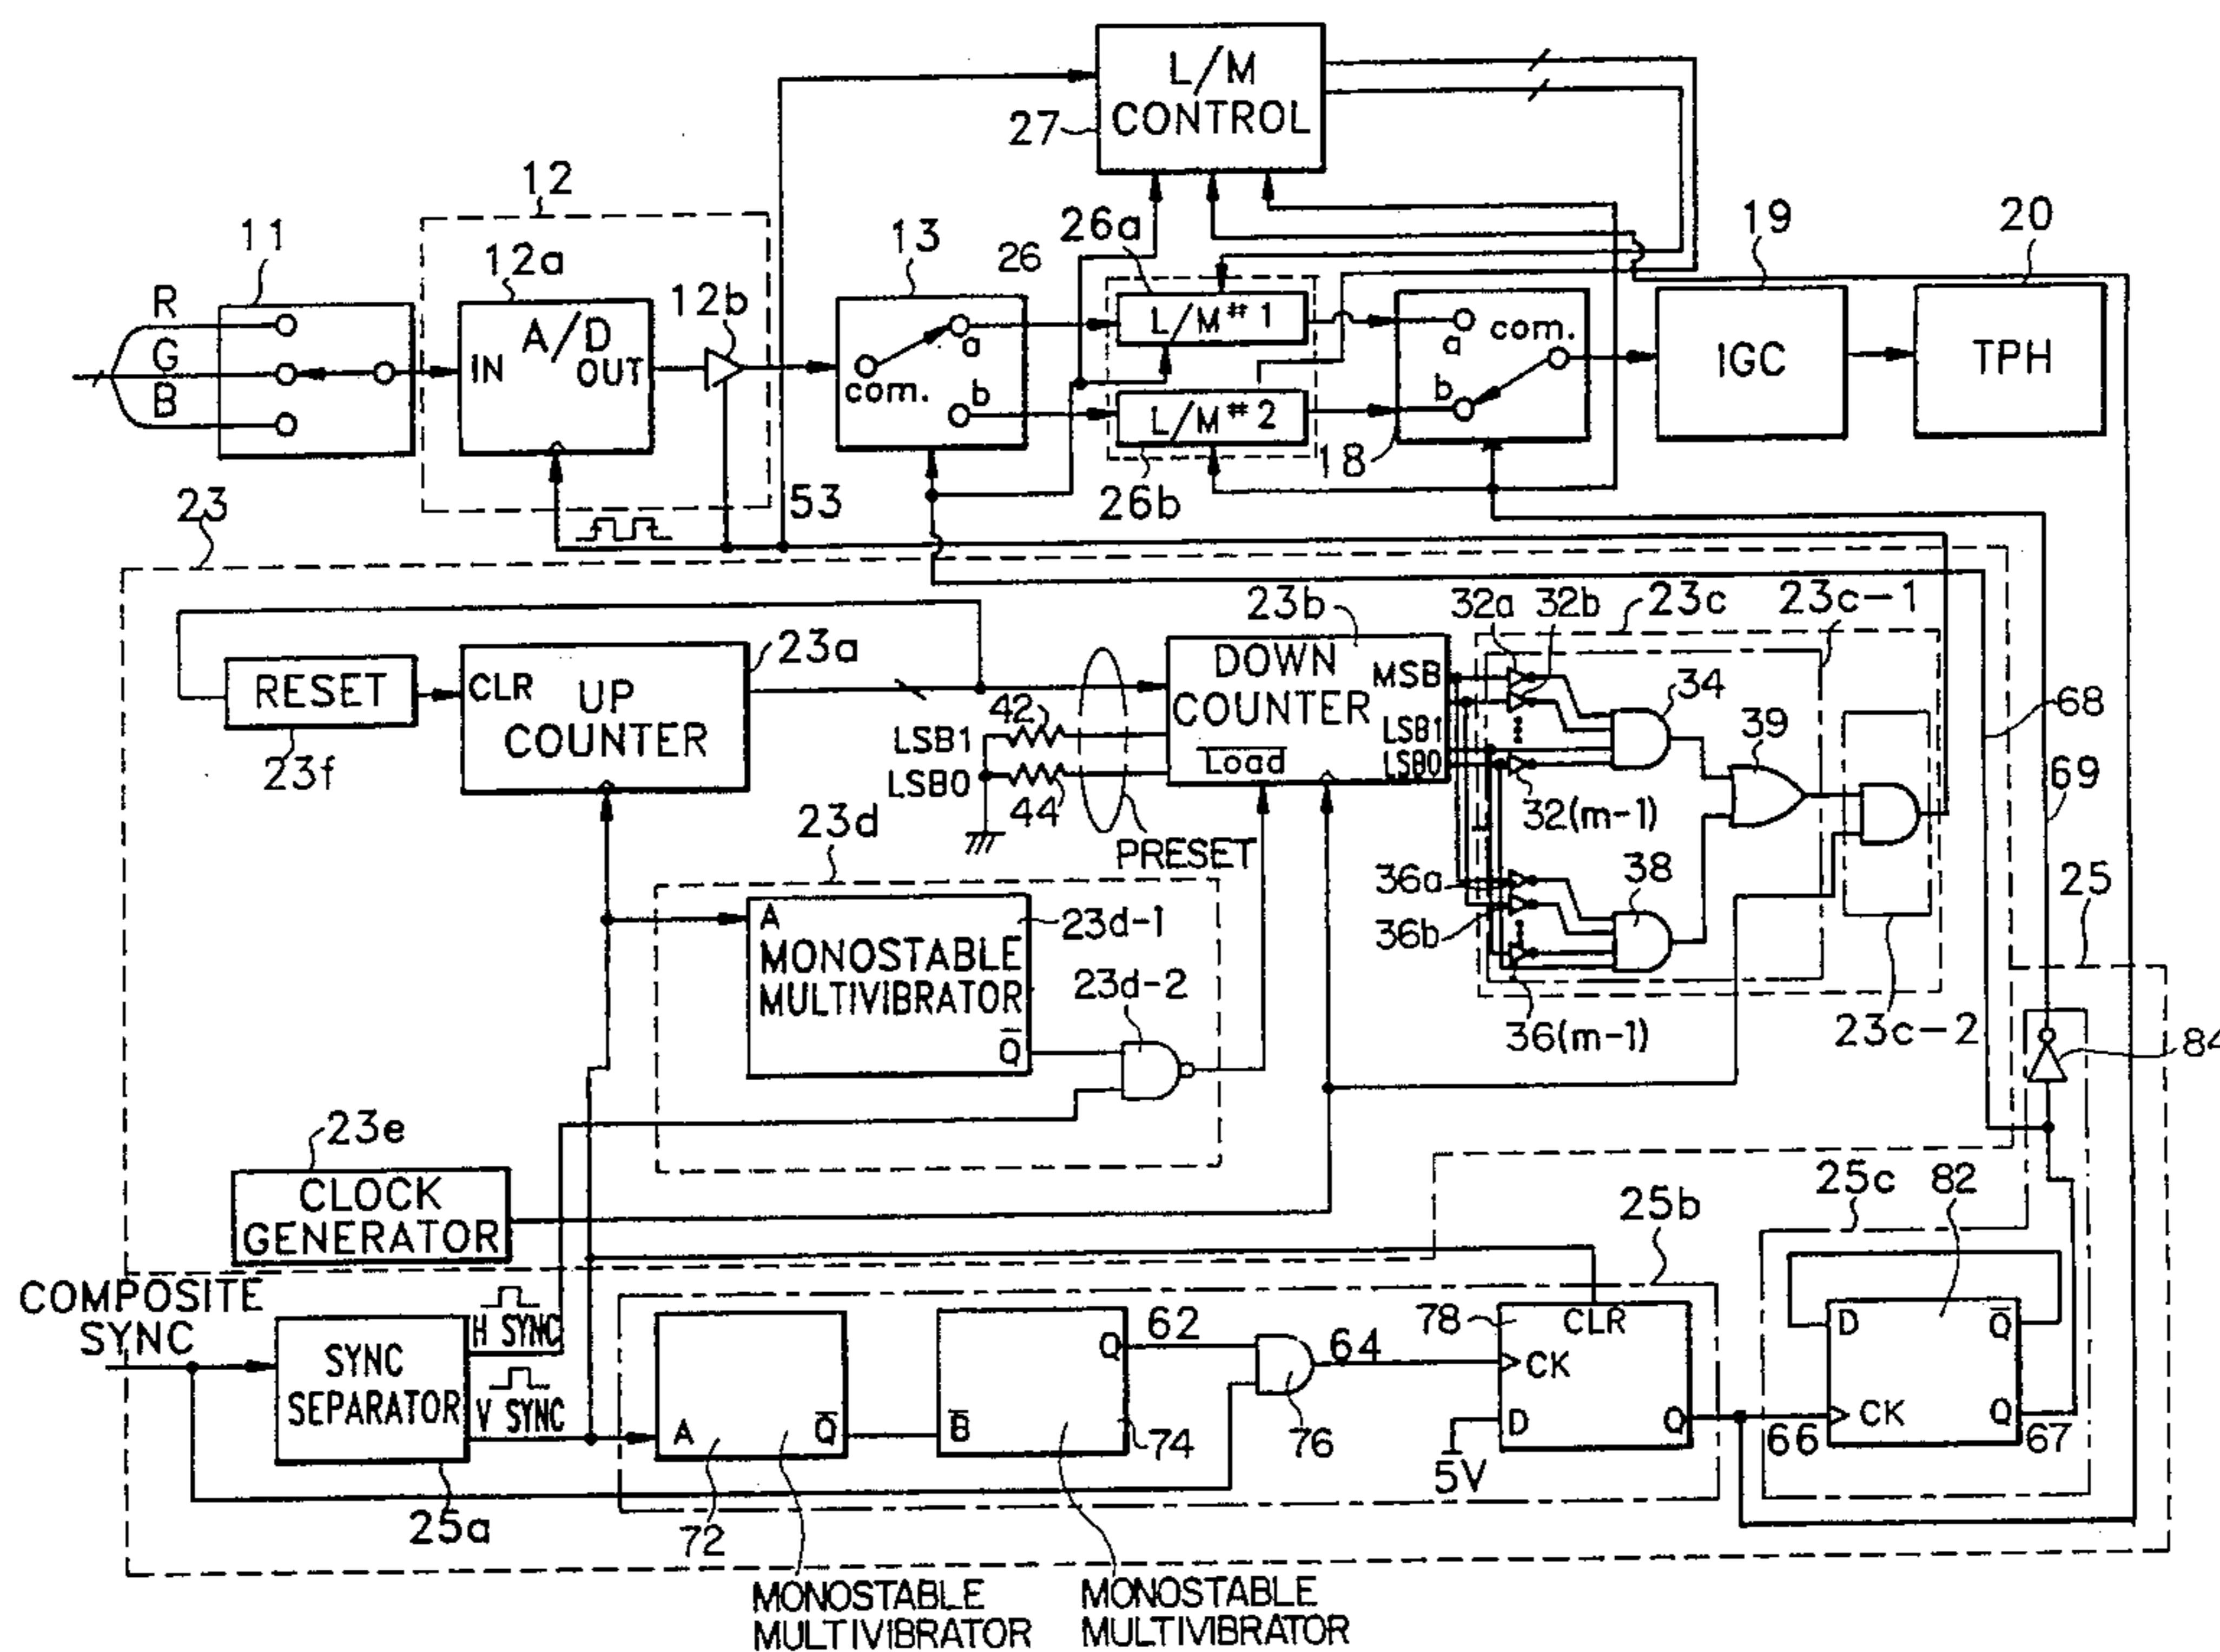 L/M
CONTROL
27
12
11
12a
12b
13
26
26a
19
20
R
G
B
A/D
IN
OUT
com.
a
b
L/M#1
L/M#2
a
com.
b
IGC
TPH
18
26b
53
23
23a
23b
32a
32b
23c
23c-1
RESET
CLR
UP
COUNTER
23f
42
LSB1
LSB0
44
PRESET
DOWN
COUNTER
MSB
LSB1
LSB0
Load
34
39
68
69
32(m-1)
23d
36a
36b
38
36(m-1)
23c-2
25
84
A
MONOSTABLE
MULTIVIBRATOR
Q
23d-1
23d-2
23e
CLOCK
GENERATOR
25b
25c
82
COMPOSITE
SYNC
SYNC
SEPARATOR
H SYNC
V SYNC
25a
A
Q
72
B
Q
74
62
64
76
78
CLR
CK
D
Q
5V
66
D
Q
CK
Q
67
MONOSTABLE
MULTIVIBRATOR
MONOSTABLE
MULTIVIBRATOR